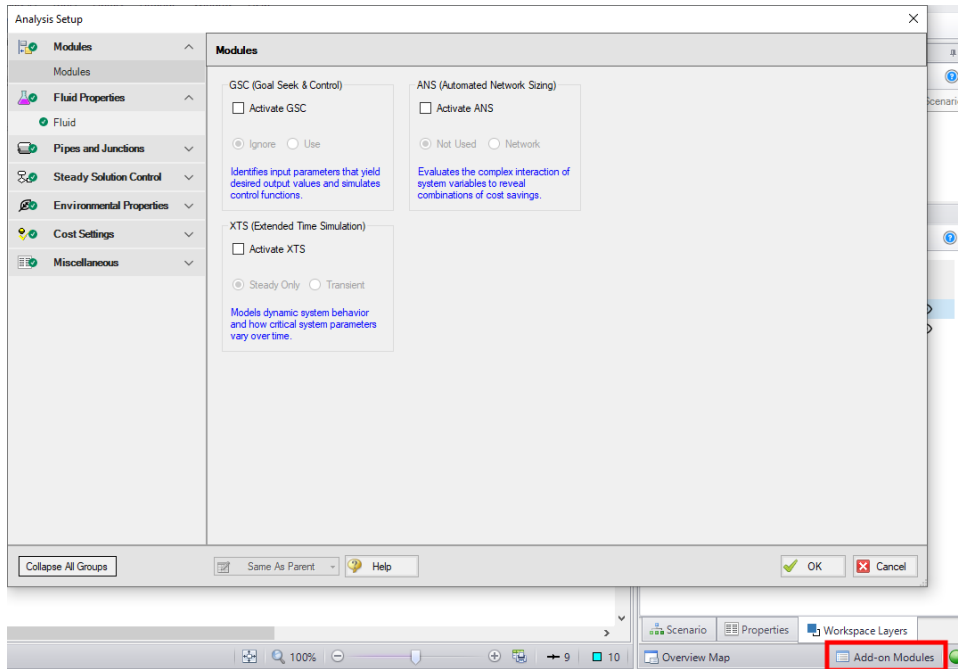 Analysis Setup
Modules
Modules
Fluid Properties
Fluid
Pipes and Junctions
Steady Solution Control
Environmental Properties
Cost Settings
Miscellaneous
Modules
GSC (Goal Seek & Control)
Activate GSC
Ignore
Use
Identifies input parameters that yield
desired output values and simulates
control functions.
ANS (Automated Network Sizing)
Activate ANS
Not Used
Network
Evaluates the complex interaction of
system variables to reveal
combinations of cost savings.
XTS (Extended Time Simulation)
Activate XTS
Steady Only
Transient
Models dynamic system behavior
and how critical system parameters
vary over time.
Collapse All Groups
Same As Parent
Help
OK
Cancel
Scenario
Properties
Workspace Layers
100%
9
10
Overview Map
Add-on Modules